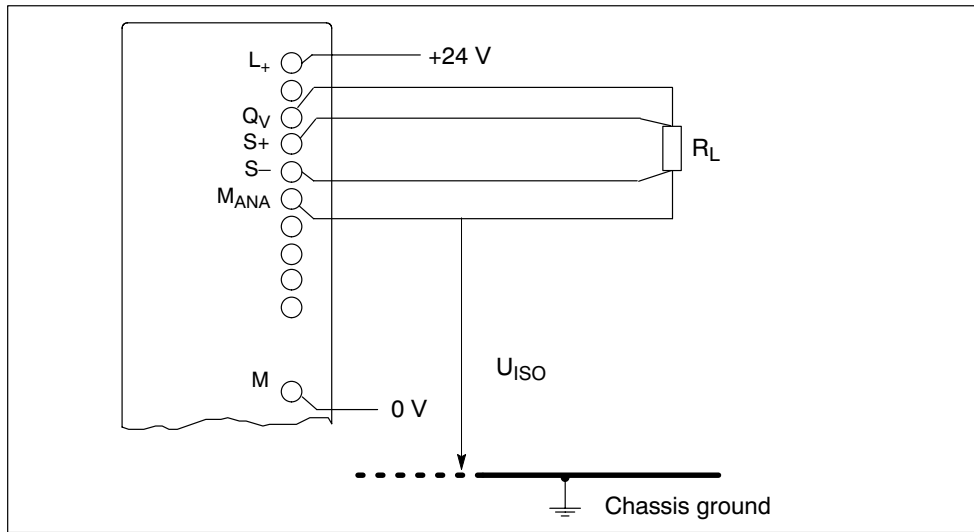 L+
+24 V
QV
S+
RL
S–
MANA
UISO
M
0 V
Chassis ground